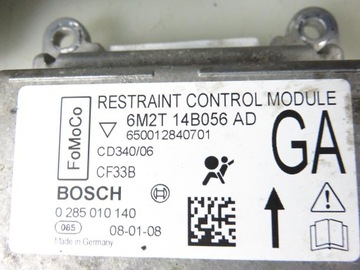 FoMoCo
RESTRAINT CONTROL MODULE
6M2T 14B056 AD
650012840701
CD340/06
CF33B
GA
BOSCH
0 285 010 140
065
08-01-08
Made in Germany